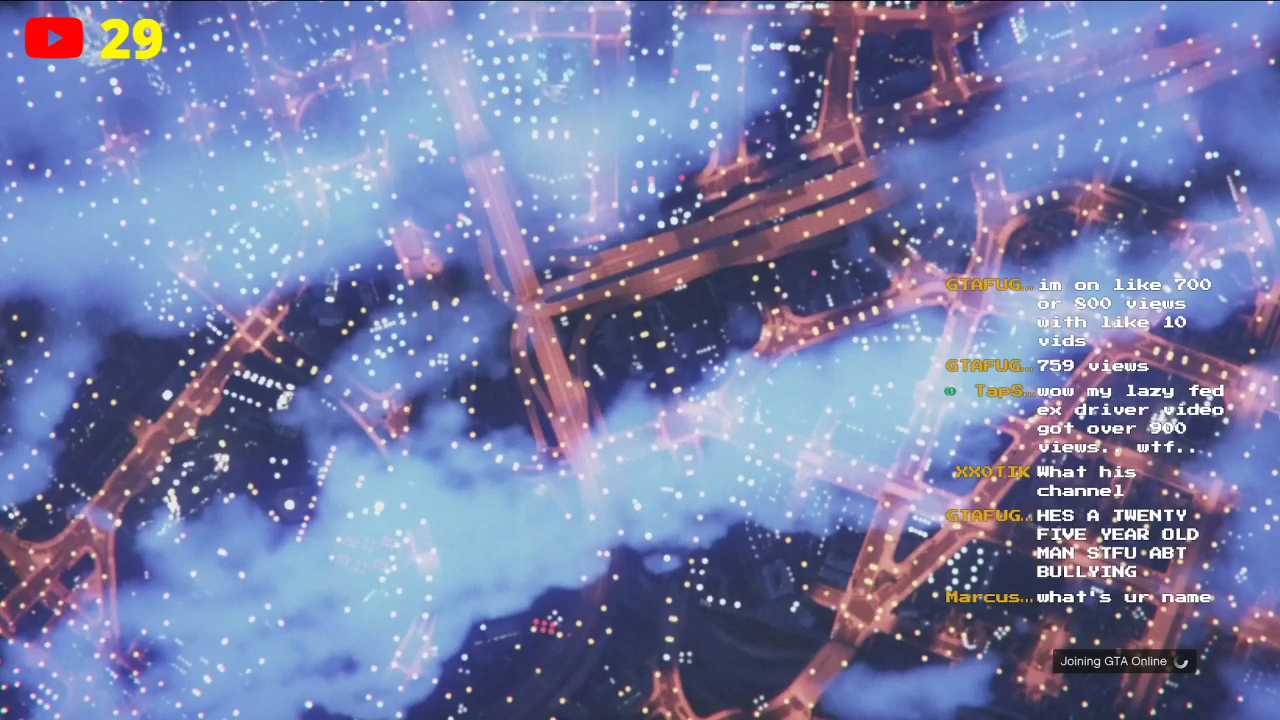 29
GTAFUG... im on like 700
or 800 views
with like 10
vids
GTAFUG... 759 views
TapS... wow my lazy fed
ex driver video
got over 900
views.. wtf..
XXOTIK What his
channel
GTAFUG... HES A TWENTY
FIVE YEAR OLD
MAN STFU ABT
BULLYING
Marcus... what's ur name
Joining GTA Online